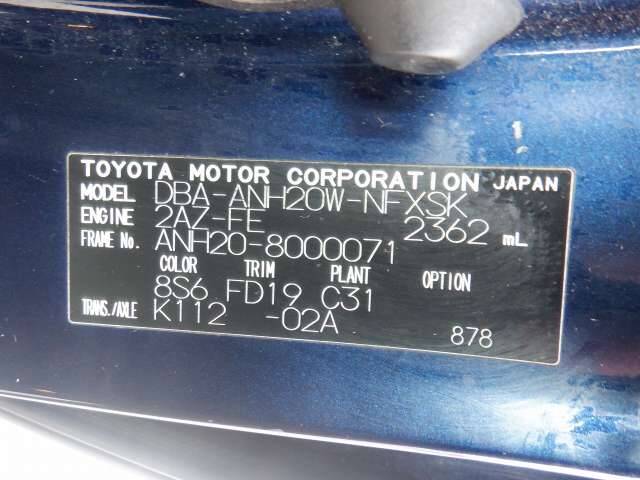 TOYOTA MOTOR CORPORATION JAPAN
MODEL DBA-ANH20W-NFXSK
ENGINE 2AZ-FE 2362 mL
FRAME No. ANH20-8000071
COLOR TRIM PLANT OPTION
8S6 FD19 C31
TRANS./AXLE K112 -02A
878